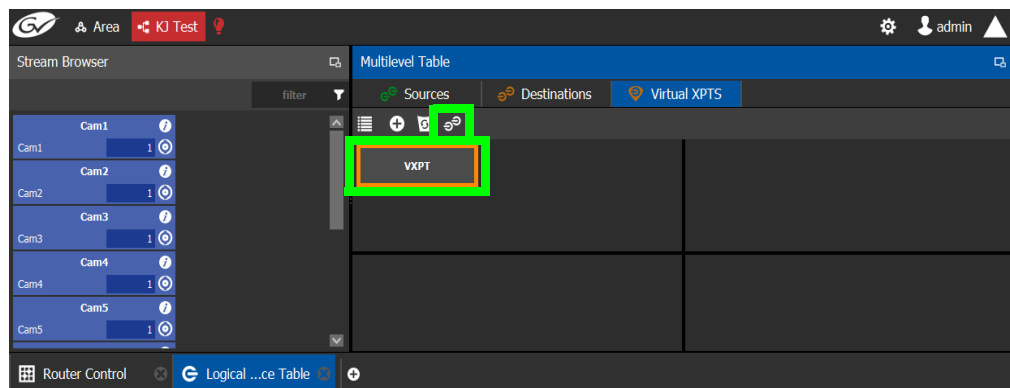 GV Area KJ Test admin
Stream Browser
Multilevel Table
filter
Sources Destinations Virtual XPTS
Cam1
Cam1 1
Cam2
Cam2 1
Cam3
Cam3 1
Cam4
Cam4 1
Cam5
Cam5 1
VXPT
Router Control Logical ...ce Table